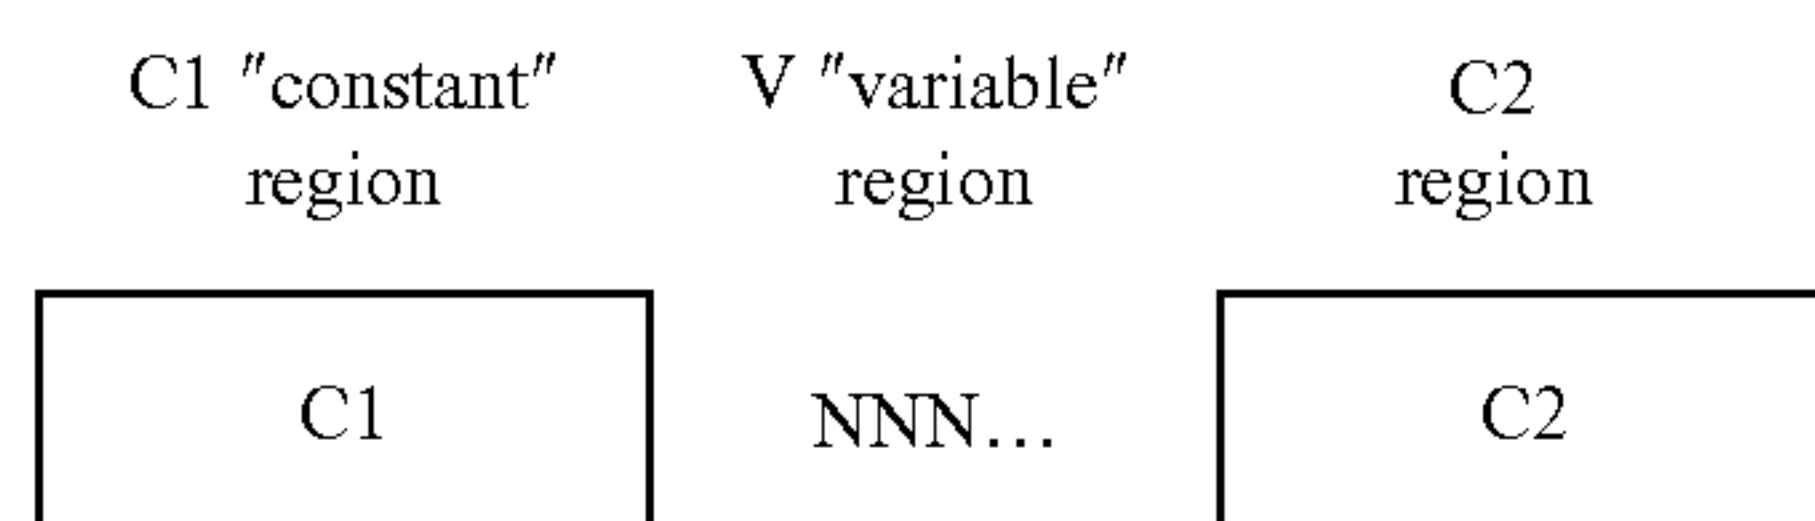 C1 "constant" V "variable" C2
region region region
C1 NNN... C2